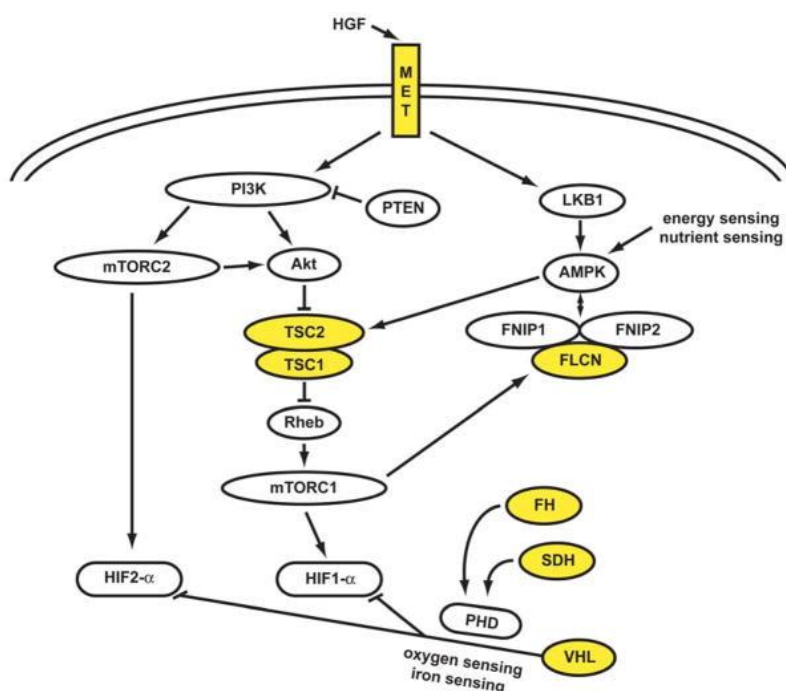 HGF
MET
PI3K
PTEN
LKB1
energy sensing
nutrient sensing
mTORC2
Akt
AMPK
TSC2
FNIP1
FNIP2
TSC1
FLCN
Rheb
mTORC1
FH
SDH
HIF2-α
HIF1-α
PHD
VHL
oxygen sensing
iron sensing